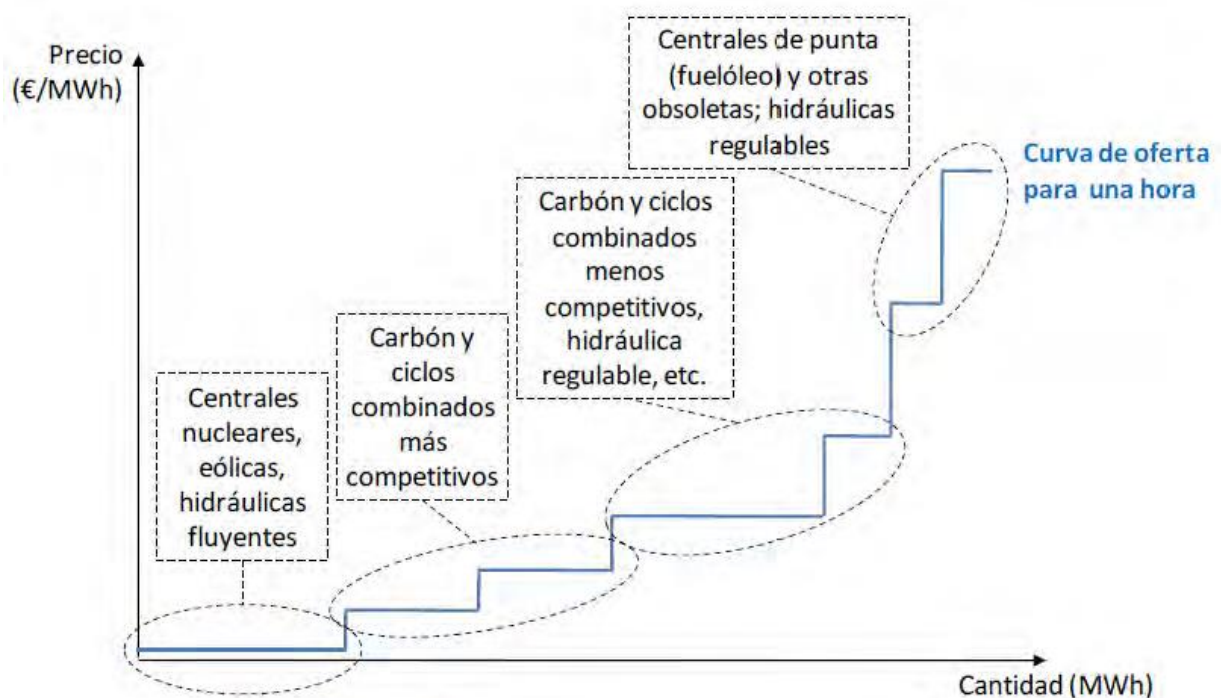 Precio
(€/MWh)
Centrales de punta
(fuelóleo) y otras
obsoletas; hidráulicas
regulables
Curva de oferta
para una hora
Carbón y ciclos
combinados
menos
competitivos,
hidráulica
regulable, etc.
Carbón y
ciclos
combinados
más
competitivos
Centrales
nucleares,
eólicas,
hidráulicas
fluyentes
Cantidad (MWh)